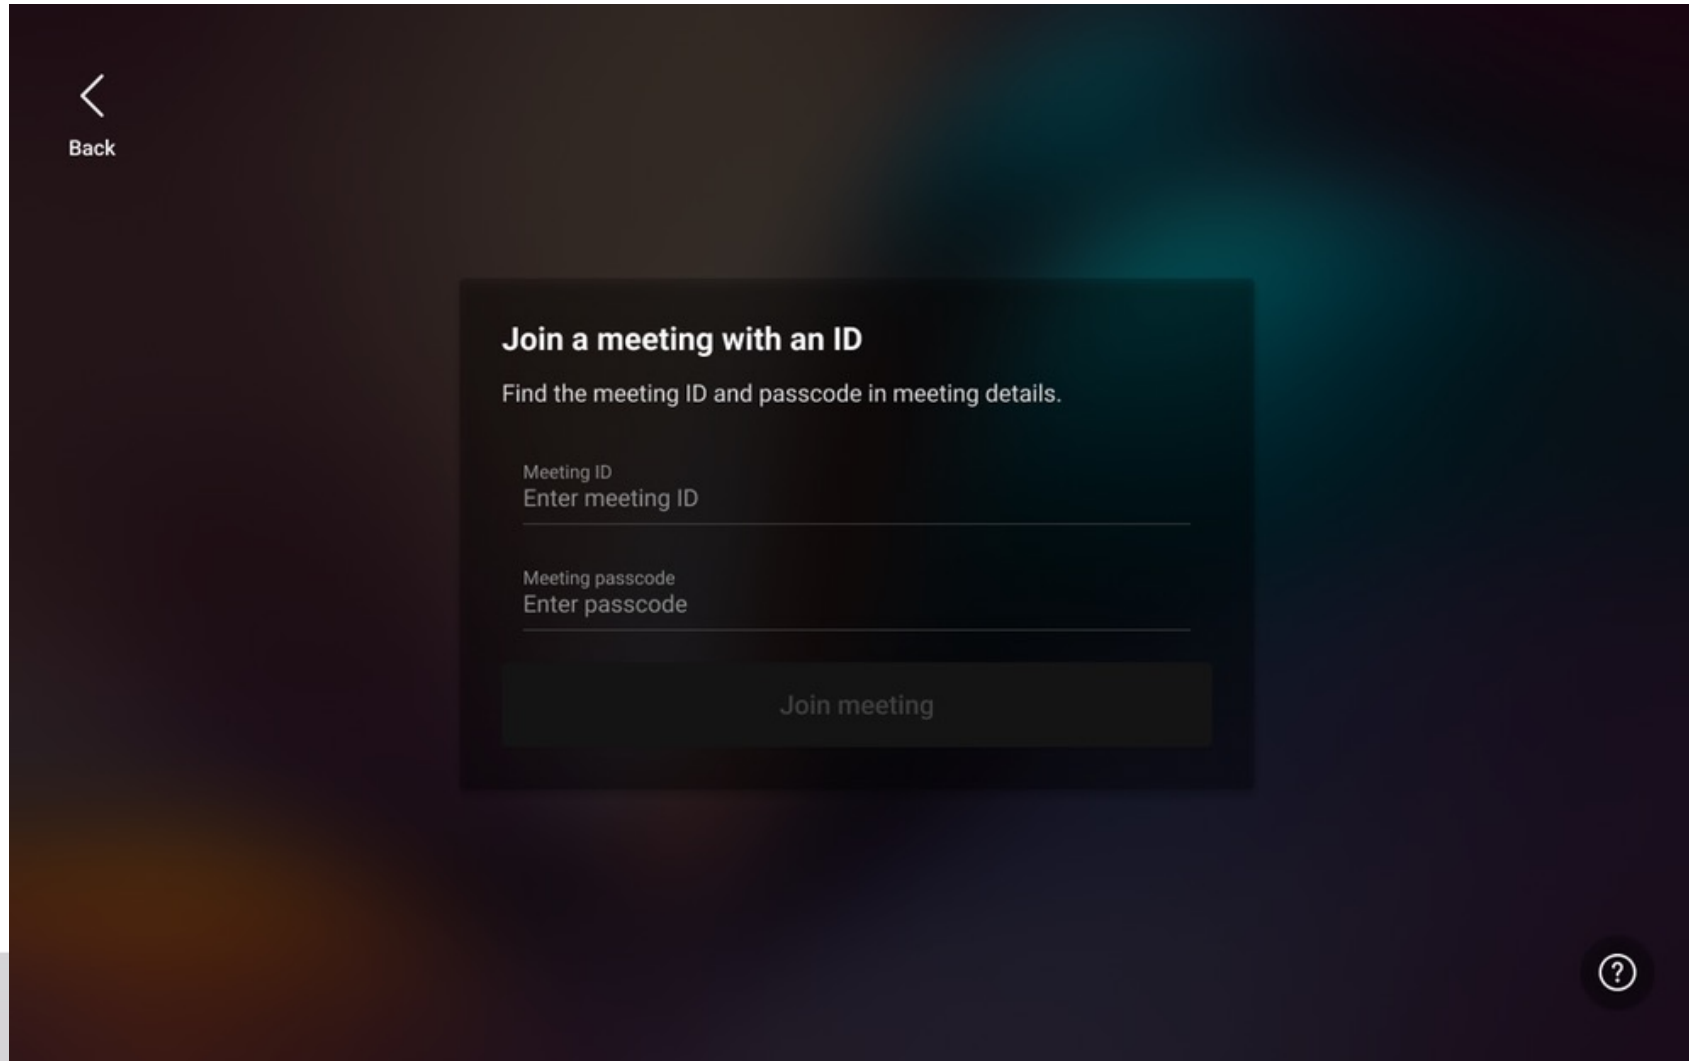 Back
Join a meeting with an ID
Find the meeting ID and passcode in meeting details.
Meeting ID
Enter meeting ID
Meeting passcode
Enter passcode
Join meeting
?